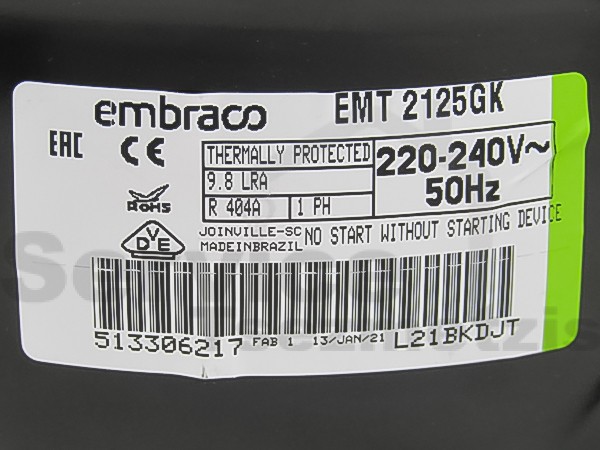 embraco EMT 2125GK
EAC CE THERMALLY PROTECTED 220-240V~
9.8 LRA 50Hz
RoHS R 404A 1 PH
VDE JOINVILLE-SC NO START WITHOUT STARTING DEVICE
MADEINBRAZIL
513306217 FAB 1 13/JAN/21 L21BKDJT
Service